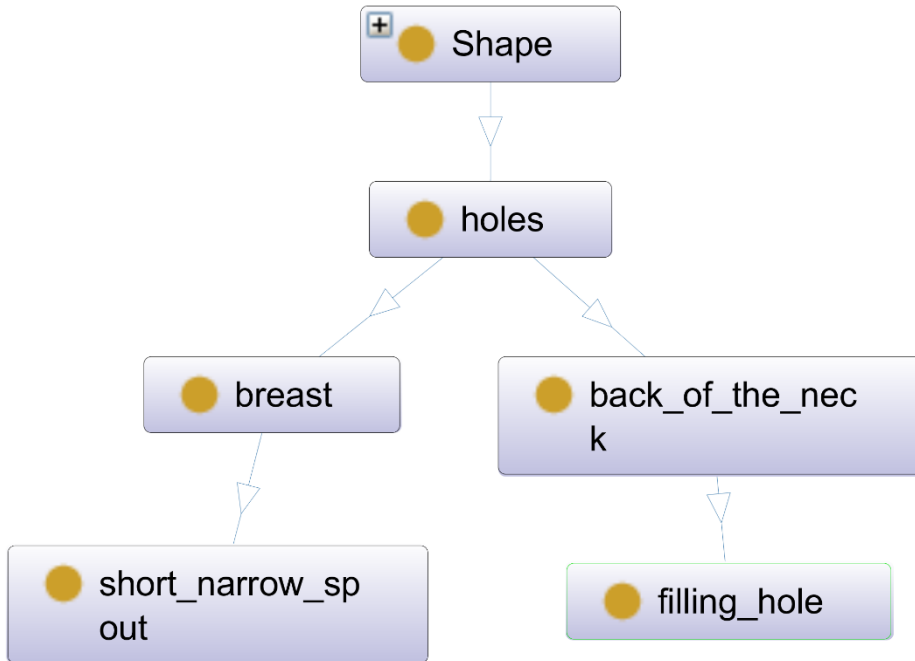 Shape
holes
breast
back_of_the_nec
k
short_narrow_sp
out
filling_hole